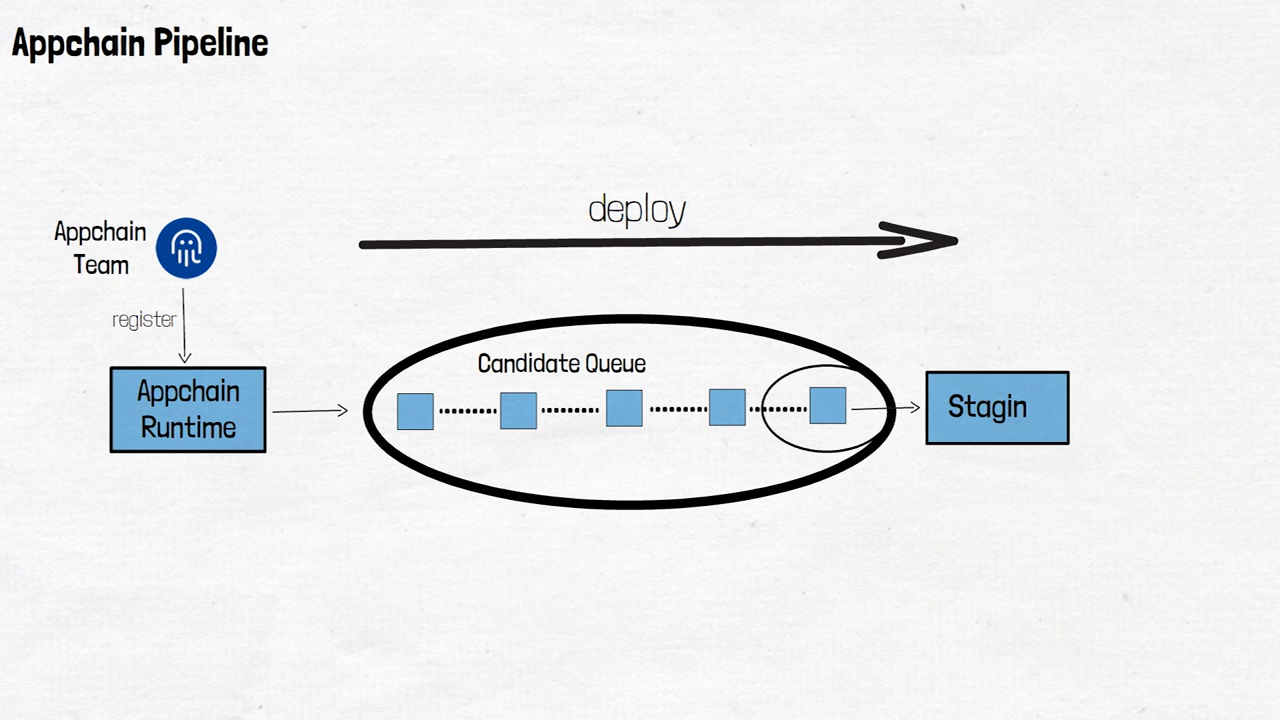 Appchain Pipeline
deploy
Appchain
Team
register
Candidate Queue
Appchain
Runtime
Stagin